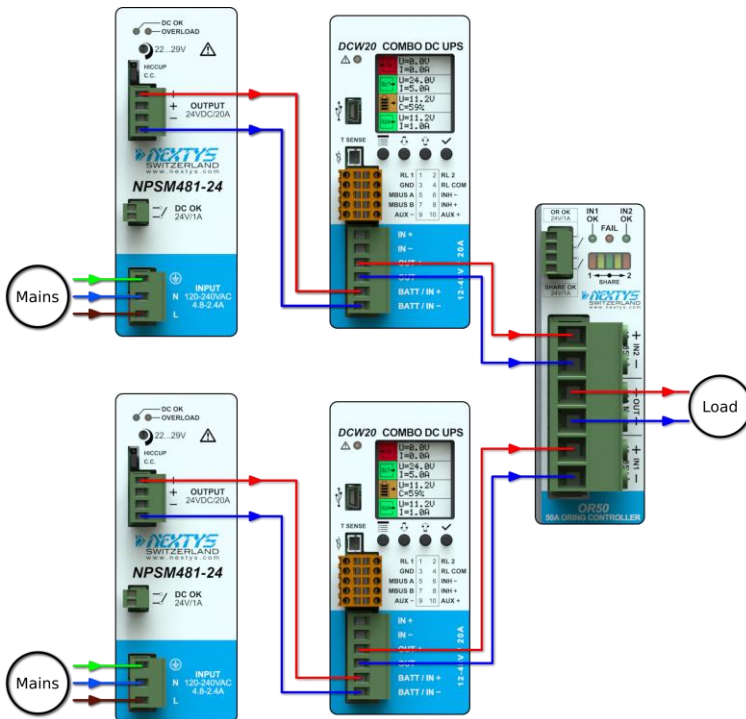 DC OK
OVERLOAD
22...29V
HICCUP
C.C.
+
+
−
OUTPUT
24VDC/20A
NEXTYS
SWITZERLAND
www.nextys.com
NPSM481-24
DC OK
24V/1A
INPUT
120-240VAC
4.8-2.4A
N
L
Mains
DCW20 COMBO DC UPS
U=0.0V
I=0.0A
U=24.0V
I=5.0A
U=11.2V
C=59%
U=11.2V
I=1.0A
T SENSE
RL 1 1 2 RL 2
GND 3 4 RL COM
MBUS A 5 6 INH −
MBUS B 7 8 INH +
AUX − 9 10 AUX +
IN +
IN −
OUT +
OUT −
BATT / IN +
BATT / IN −
OR OK
24V/1A
IN1
OK
IN2
OK
FAIL
1 2
SHARE
SHARE OK
24V/1A
NEXTYS
SWITZERLAND
www.nextys.com
+
IN2
−
+
OUT
−
+
IN1
−
OR50
50A ORING CONTROLLER
Load
DC OK
OVERLOAD
22...29V
HICCUP
C.C.
+
+
−
OUTPUT
24VDC/20A
NEXTYS
SWITZERLAND
www.nextys.com
NPSM481-24
DC OK
24V/1A
INPUT
120-240VAC
4.8-2.4A
N
L
Mains
DCW20 COMBO DC UPS
U=0.0V
I=0.0A
U=24.0V
I=5.0A
U=11.2V
C=59%
U=11.2V
I=1.0A
T SENSE
RL 1 1 2 RL 2
GND 3 4 RL COM
MBUS A 5 6 INH −
MBUS B 7 8 INH +
AUX − 9 10 AUX +
IN +
IN −
OUT +
OUT −
BATT / IN +
BATT / IN −